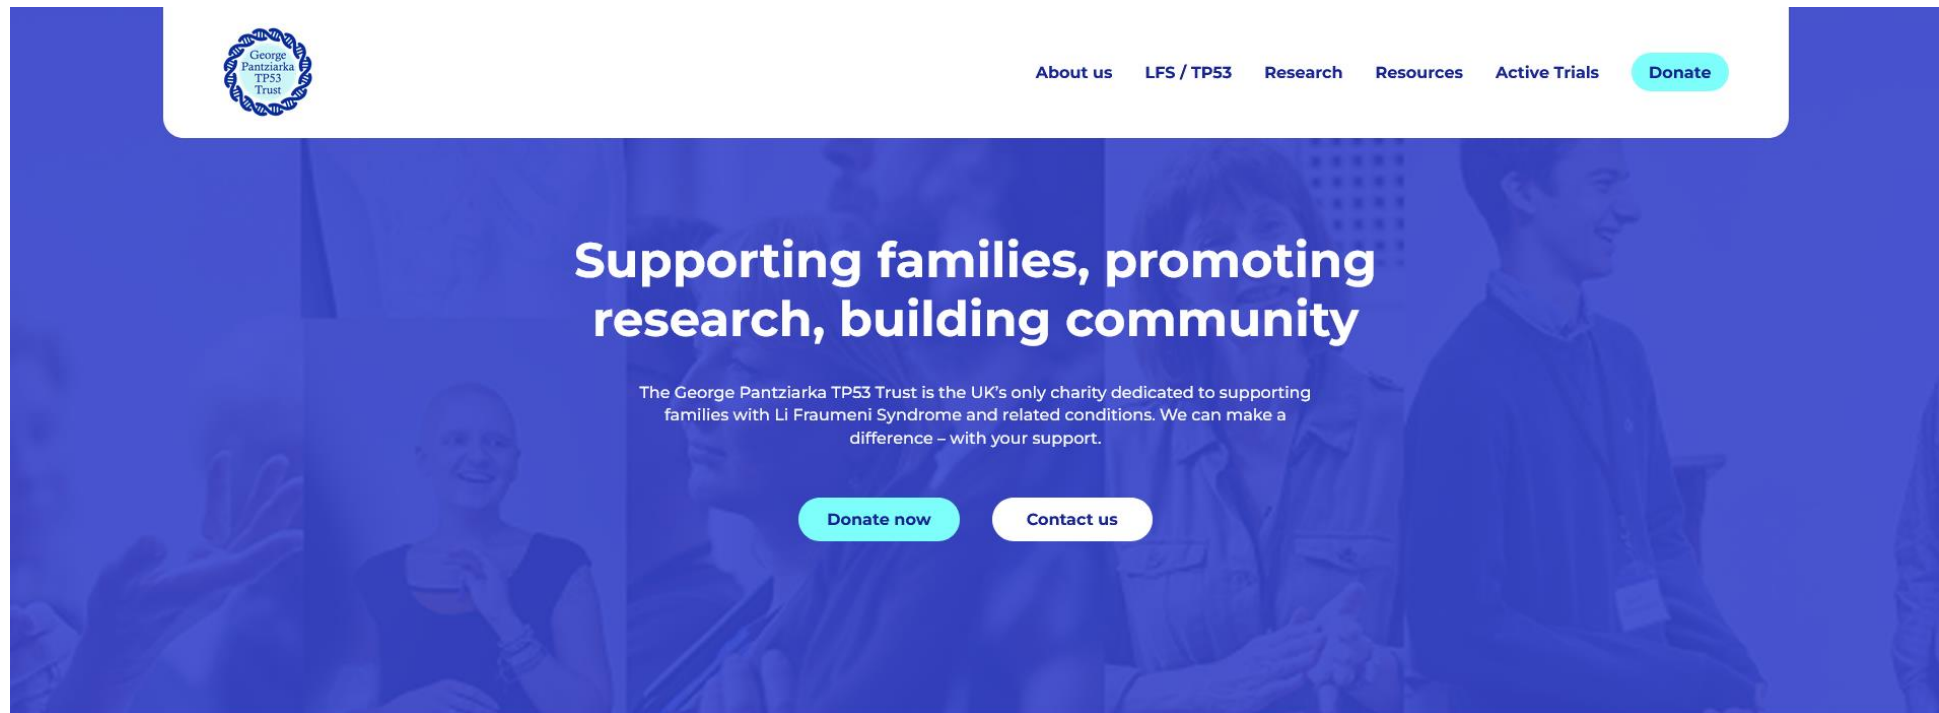 George
Pantziarka
TP53
Trust
About us
LFS / TP53
Research
Resources
Active Trials
Donate
Supporting families, promoting
research, building community
The George Pantziarka TP53 Trust is the UK’s only charity dedicated to supporting
families with Li Fraumeni Syndrome and related conditions. We can make a
difference – with your support.
Donate now
Contact us